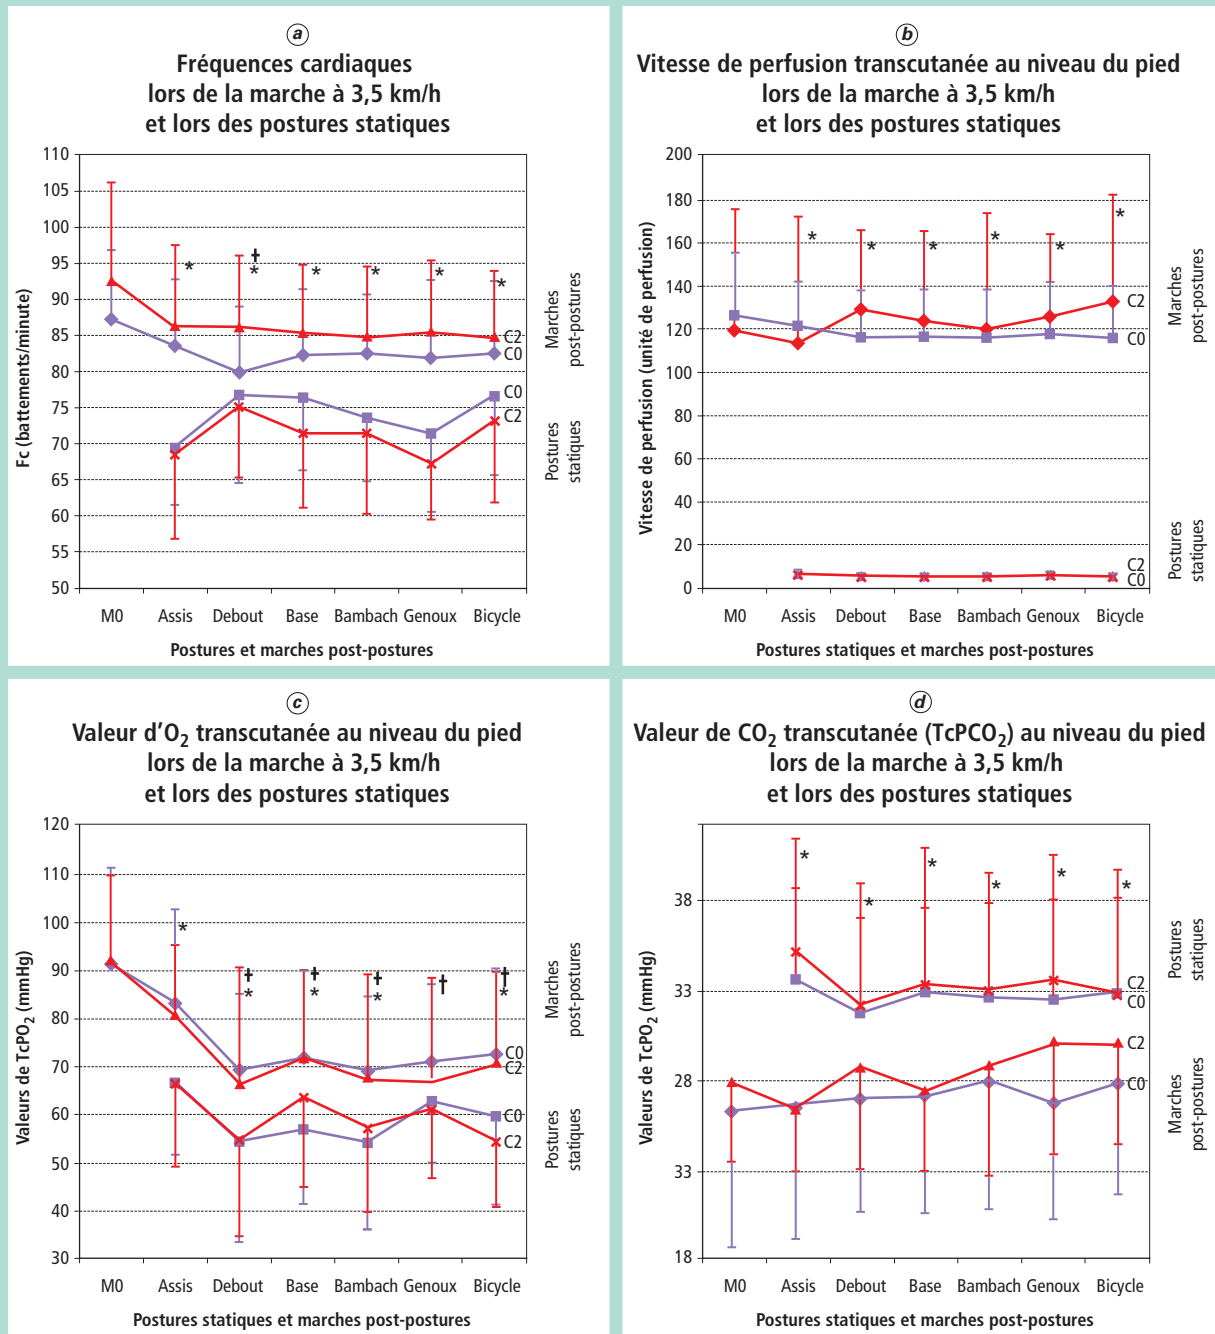 a
Fréquences cardiaques
lors de la marche à 3,5 km/h
et lors des postures statiques
110
105
100
95
90
85
80
75
70
65
60
55
50
Fc (battements/minute)
* †
* * * * * *
C2
C0
C0
C2
Marches
post-postures
Postures
statiques
M0 Assis Debout Base Bambach Genoux Bicycle
Postures et marches post-postures
b
Vitesse de perfusion transcutanée au niveau du pied
lors de la marche à 3,5 km/h
et lors des postures statiques
200
180
160
140
120
100
80
60
40
20
0
Vitesse de perfusion (unité de perfusion)
* * * * * *
C2
C0
C2
C0
Marches
post-postures
Postures
statiques
M0 Assis Debout Base Bambach Genoux Bicycle
Postures statiques et marches post-postures
c
Valeur d'O2 transcutanée au niveau du pied
lors de la marche à 3,5 km/h
et lors des postures statiques
120
110
100
90
80
70
60
50
40
30
Valeurs de TcPO2 (mmHg)
* † † † † †
* * * *
C0
C2
C0
C2
Marches
post-postures
Postures
statiques
M0 Assis Debout Base Bambach Genoux Bicycle
Postures statiques et marches post-postures
d
Valeur de CO2 transcutanée (TcPCO2) au niveau du pied
lors de la marche à 3,5 km/h
et lors des postures statiques
38
33
28
33
18
Valeurs de TcPO2 (mmHg)
* * * * * *
C2
C0
C2
C0
Postures
statiques
Marches
post-postures
M0 Assis Debout Base Bambach Genoux Bicycle
Postures statiques et marches post-postures